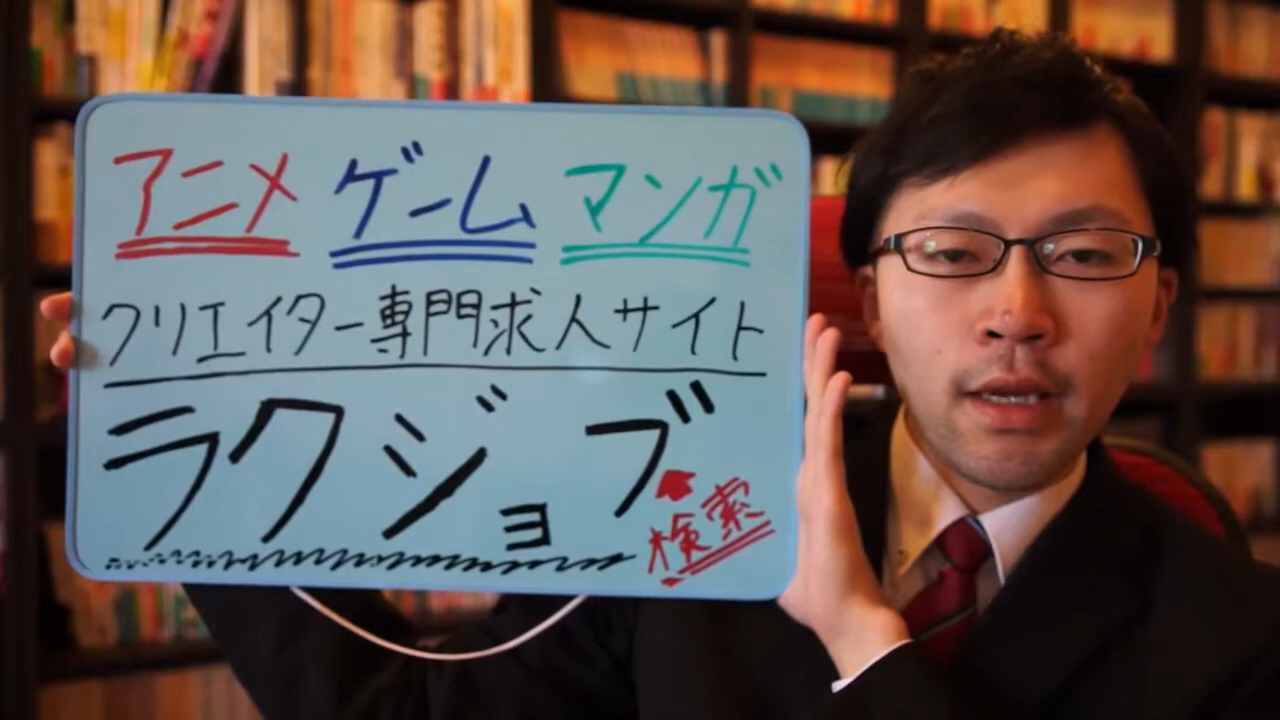 アニメ ゲーム マンガ
クリエイター専門求人サイト
ラクジョブ
検索